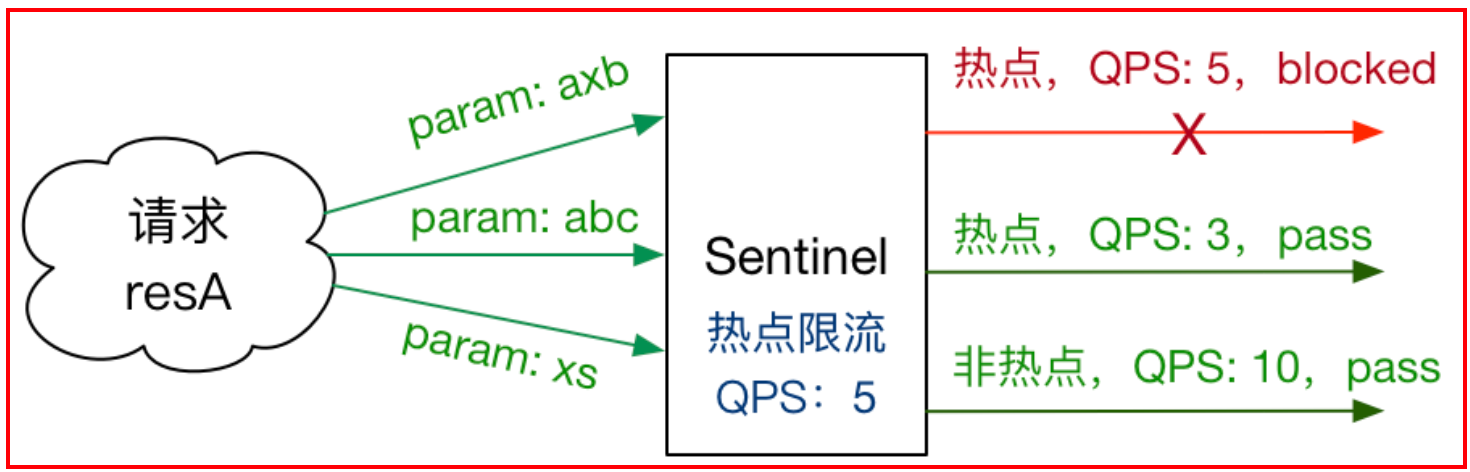 请求
resA
param: axb
param: abc
param: xs
Sentinel
热点限流
QPS：5
热点，QPS: 5，blocked
X
热点，QPS: 3，pass
非热点，QPS: 10，pass